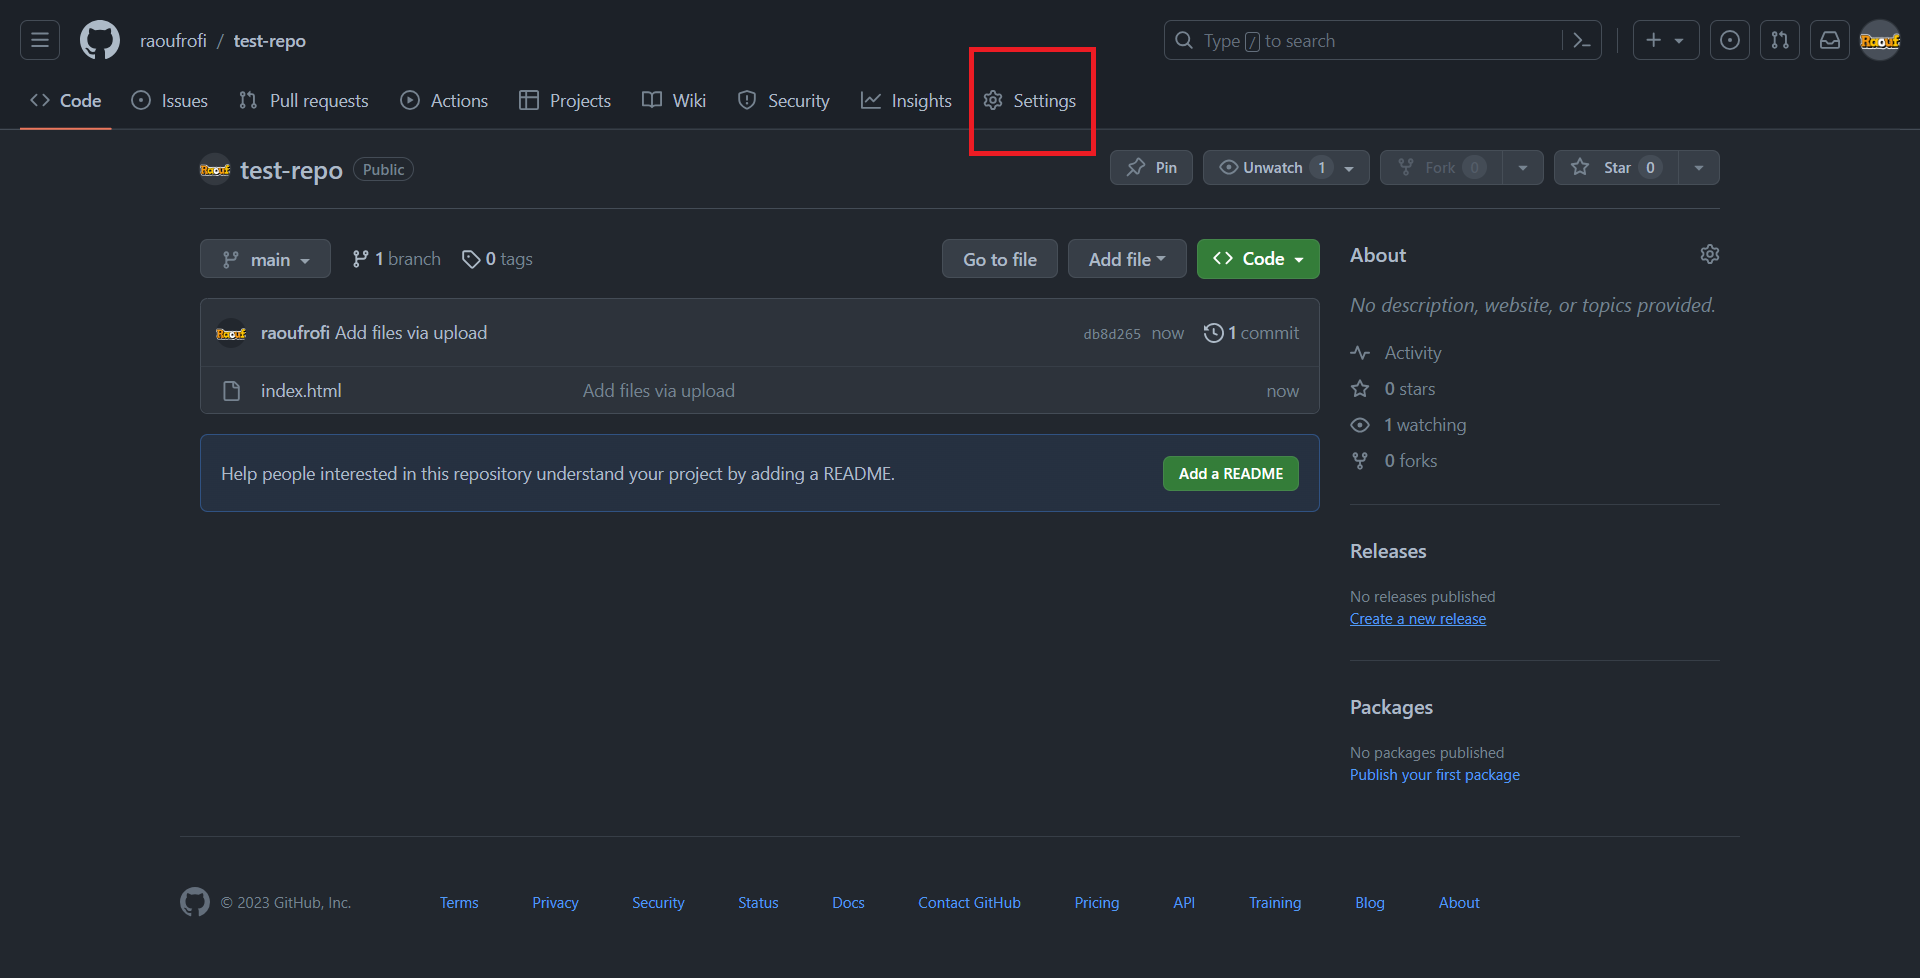 raoufrofi / test-repo
Type / to search
Code Issues Pull requests Actions Projects Wiki Security Insights Settings
Raouf
Raouf test-repo Public
Pin Unwatch 1 Fork 0 Star 0
main 1 branch 0 tags
Go to file Add file Code
Raouf raoufrofi Add files via upload db8d265 now 1 commit
index.html Add files via upload now
Help people interested in this repository understand your project by adding a README.
Add a README
About
No description, website, or topics provided.
Activity
0 stars
1 watching
0 forks
Releases
No releases published
Create a new release
Packages
No packages published
Publish your first package
© 2023 GitHub, Inc. Terms Privacy Security Status Docs Contact GitHub Pricing API Training Blog About